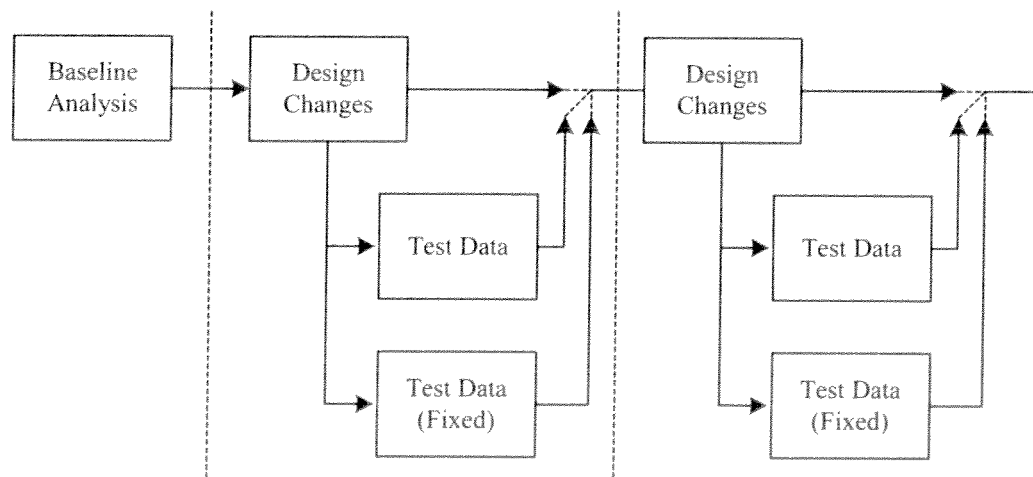 Baseline
Analysis
Design
Changes
Test Data
Test Data
(Fixed)
Design
Changes
Test Data
Test Data
(Fixed)